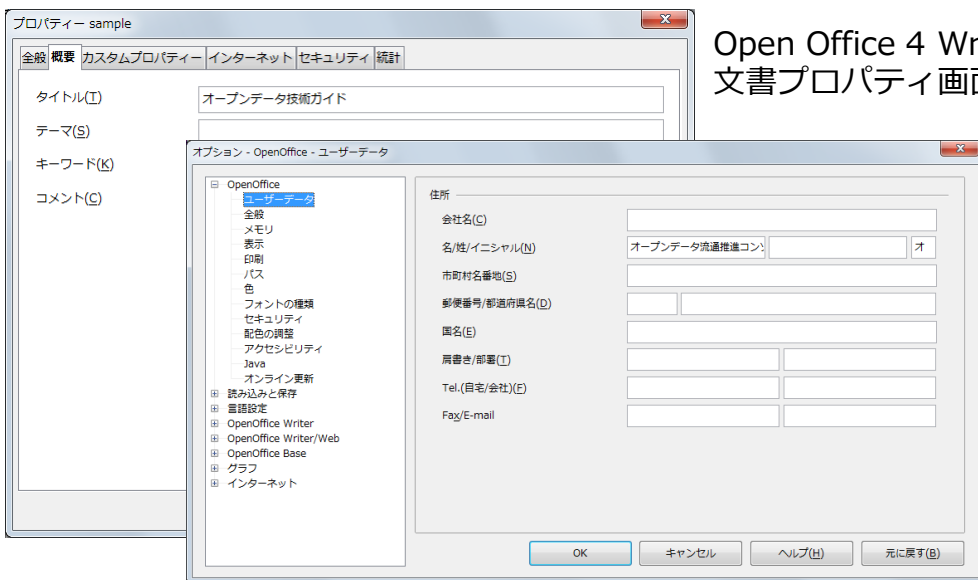 プロパティー sample
全般 概要 カスタムプロパティー インターネット セキュリティ 統計
タイトル(T) オープンデータ技術ガイド
テーマ(S)
キーワード(K)
コメント(C)
Open Office 4 Wr
文書プロパティ画
オプション - OpenOffice - ユーザーデータ
OpenOffice
ユーザーデータ
全般
メモリ
表示
印刷
パス
色
フォントの種類
セキュリティ
配色の調整
アクセシビリティ
Java
オンライン更新
読み込みと保存
言語設定
OpenOffice Writer
OpenOffice Writer/Web
OpenOffice Base
グラフ
インターネット
住所
会社名(C)
名/姓/イニシャル(N) オープンデータ流通推進コン オ
市町村名番地(S)
郵便番号/都道府県名(D)
国名(E)
肩書き/部署(T)
Tel.(自宅/会社)(F)
Fax/E-mail
OK キャンセル ヘルプ(H) 元に戻す(B)